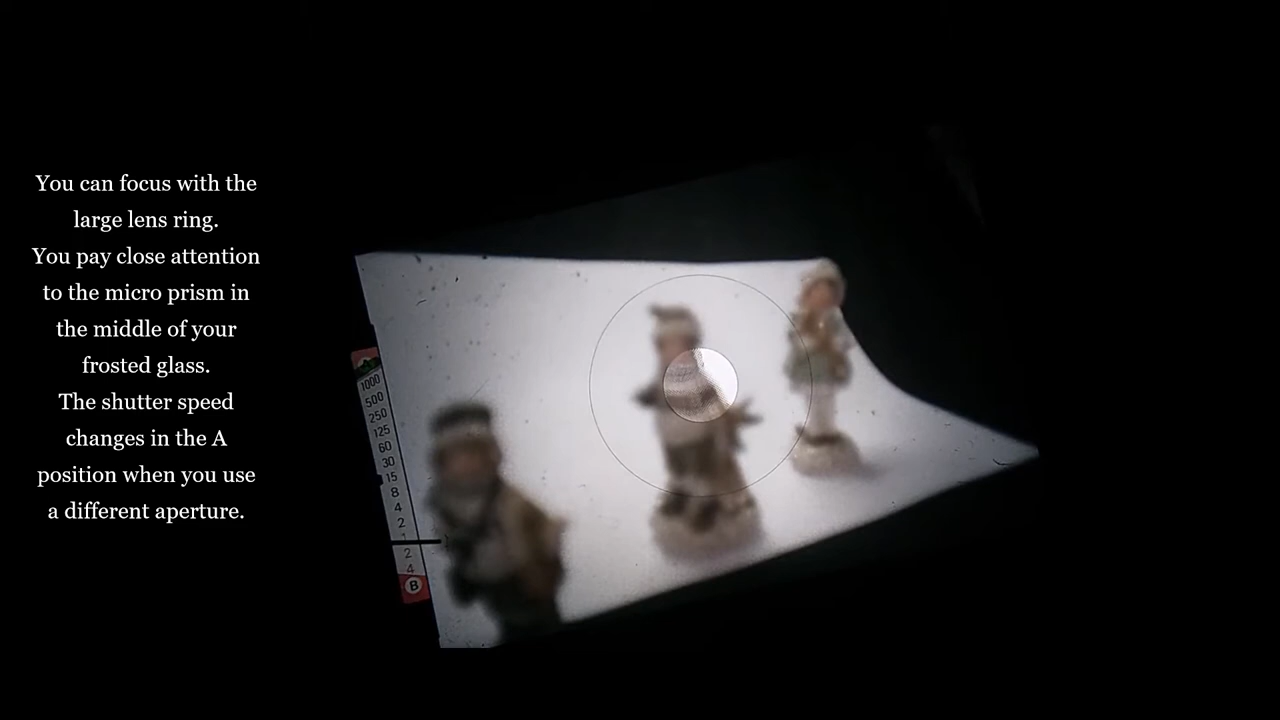 You can focus with the
large lens ring.
You pay close attention
to the micro prism in
the middle of your
frosted glass.
The shutter speed
changes in the A
position when you use
a different aperture.
A
1000
500
250
125
60
30
15
8
4
2
1
2
4
B